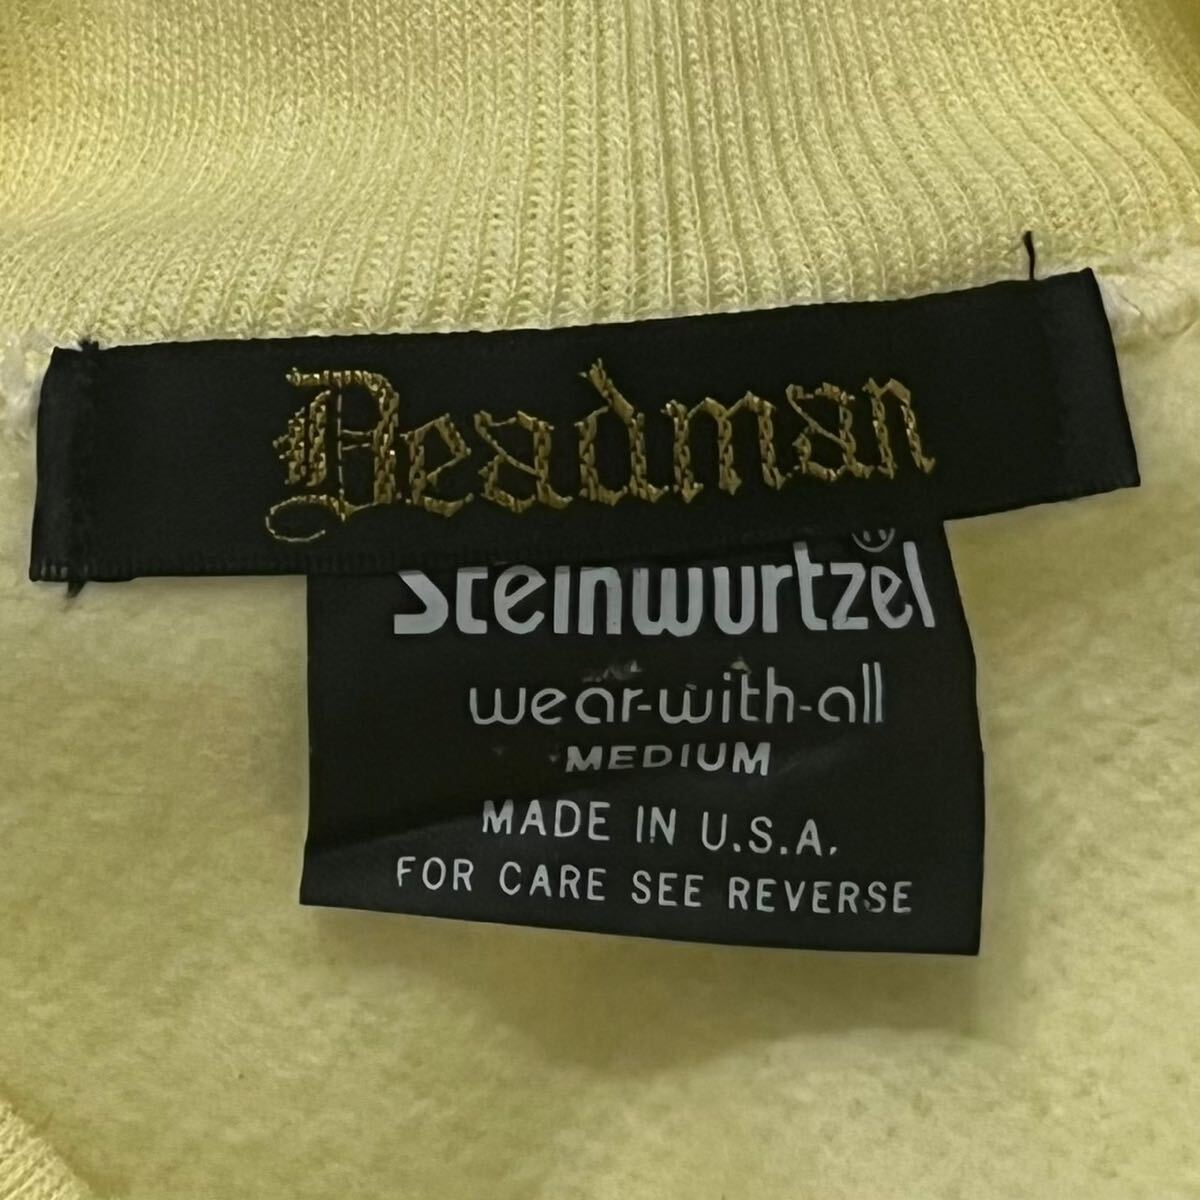 Deadman
Steinwurtzel®
wear-with-all
MEDIUM
MADE IN U.S.A.
FOR CARE SEE REVERSE